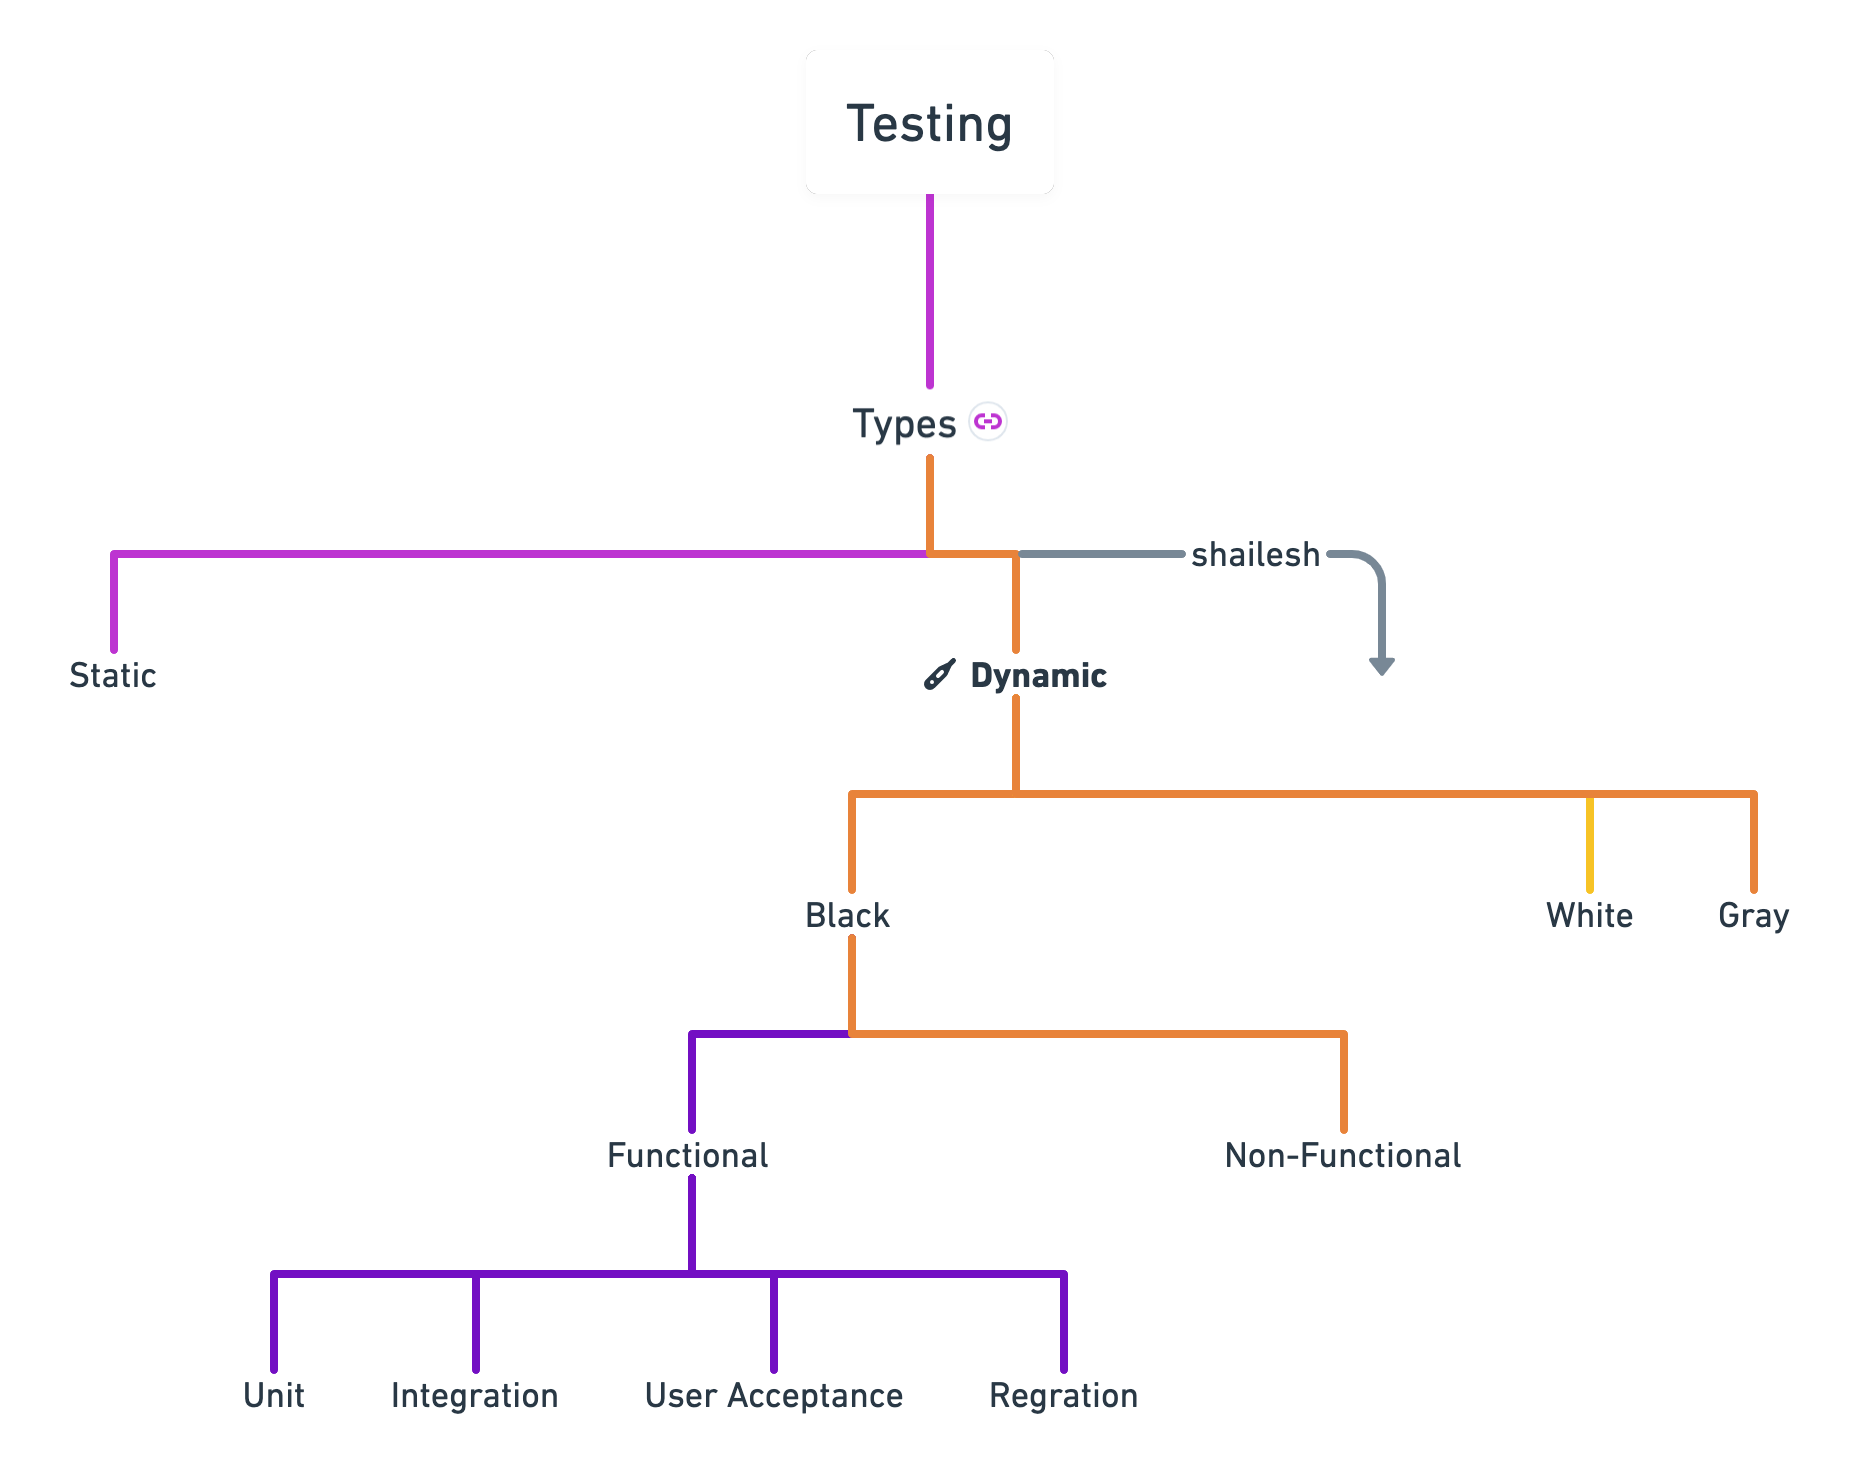 Testing
Types
shailesh
Static
Dynamic
Black
White
Gray
Functional
Non-Functional
Unit
Integration
User Acceptance
Regration